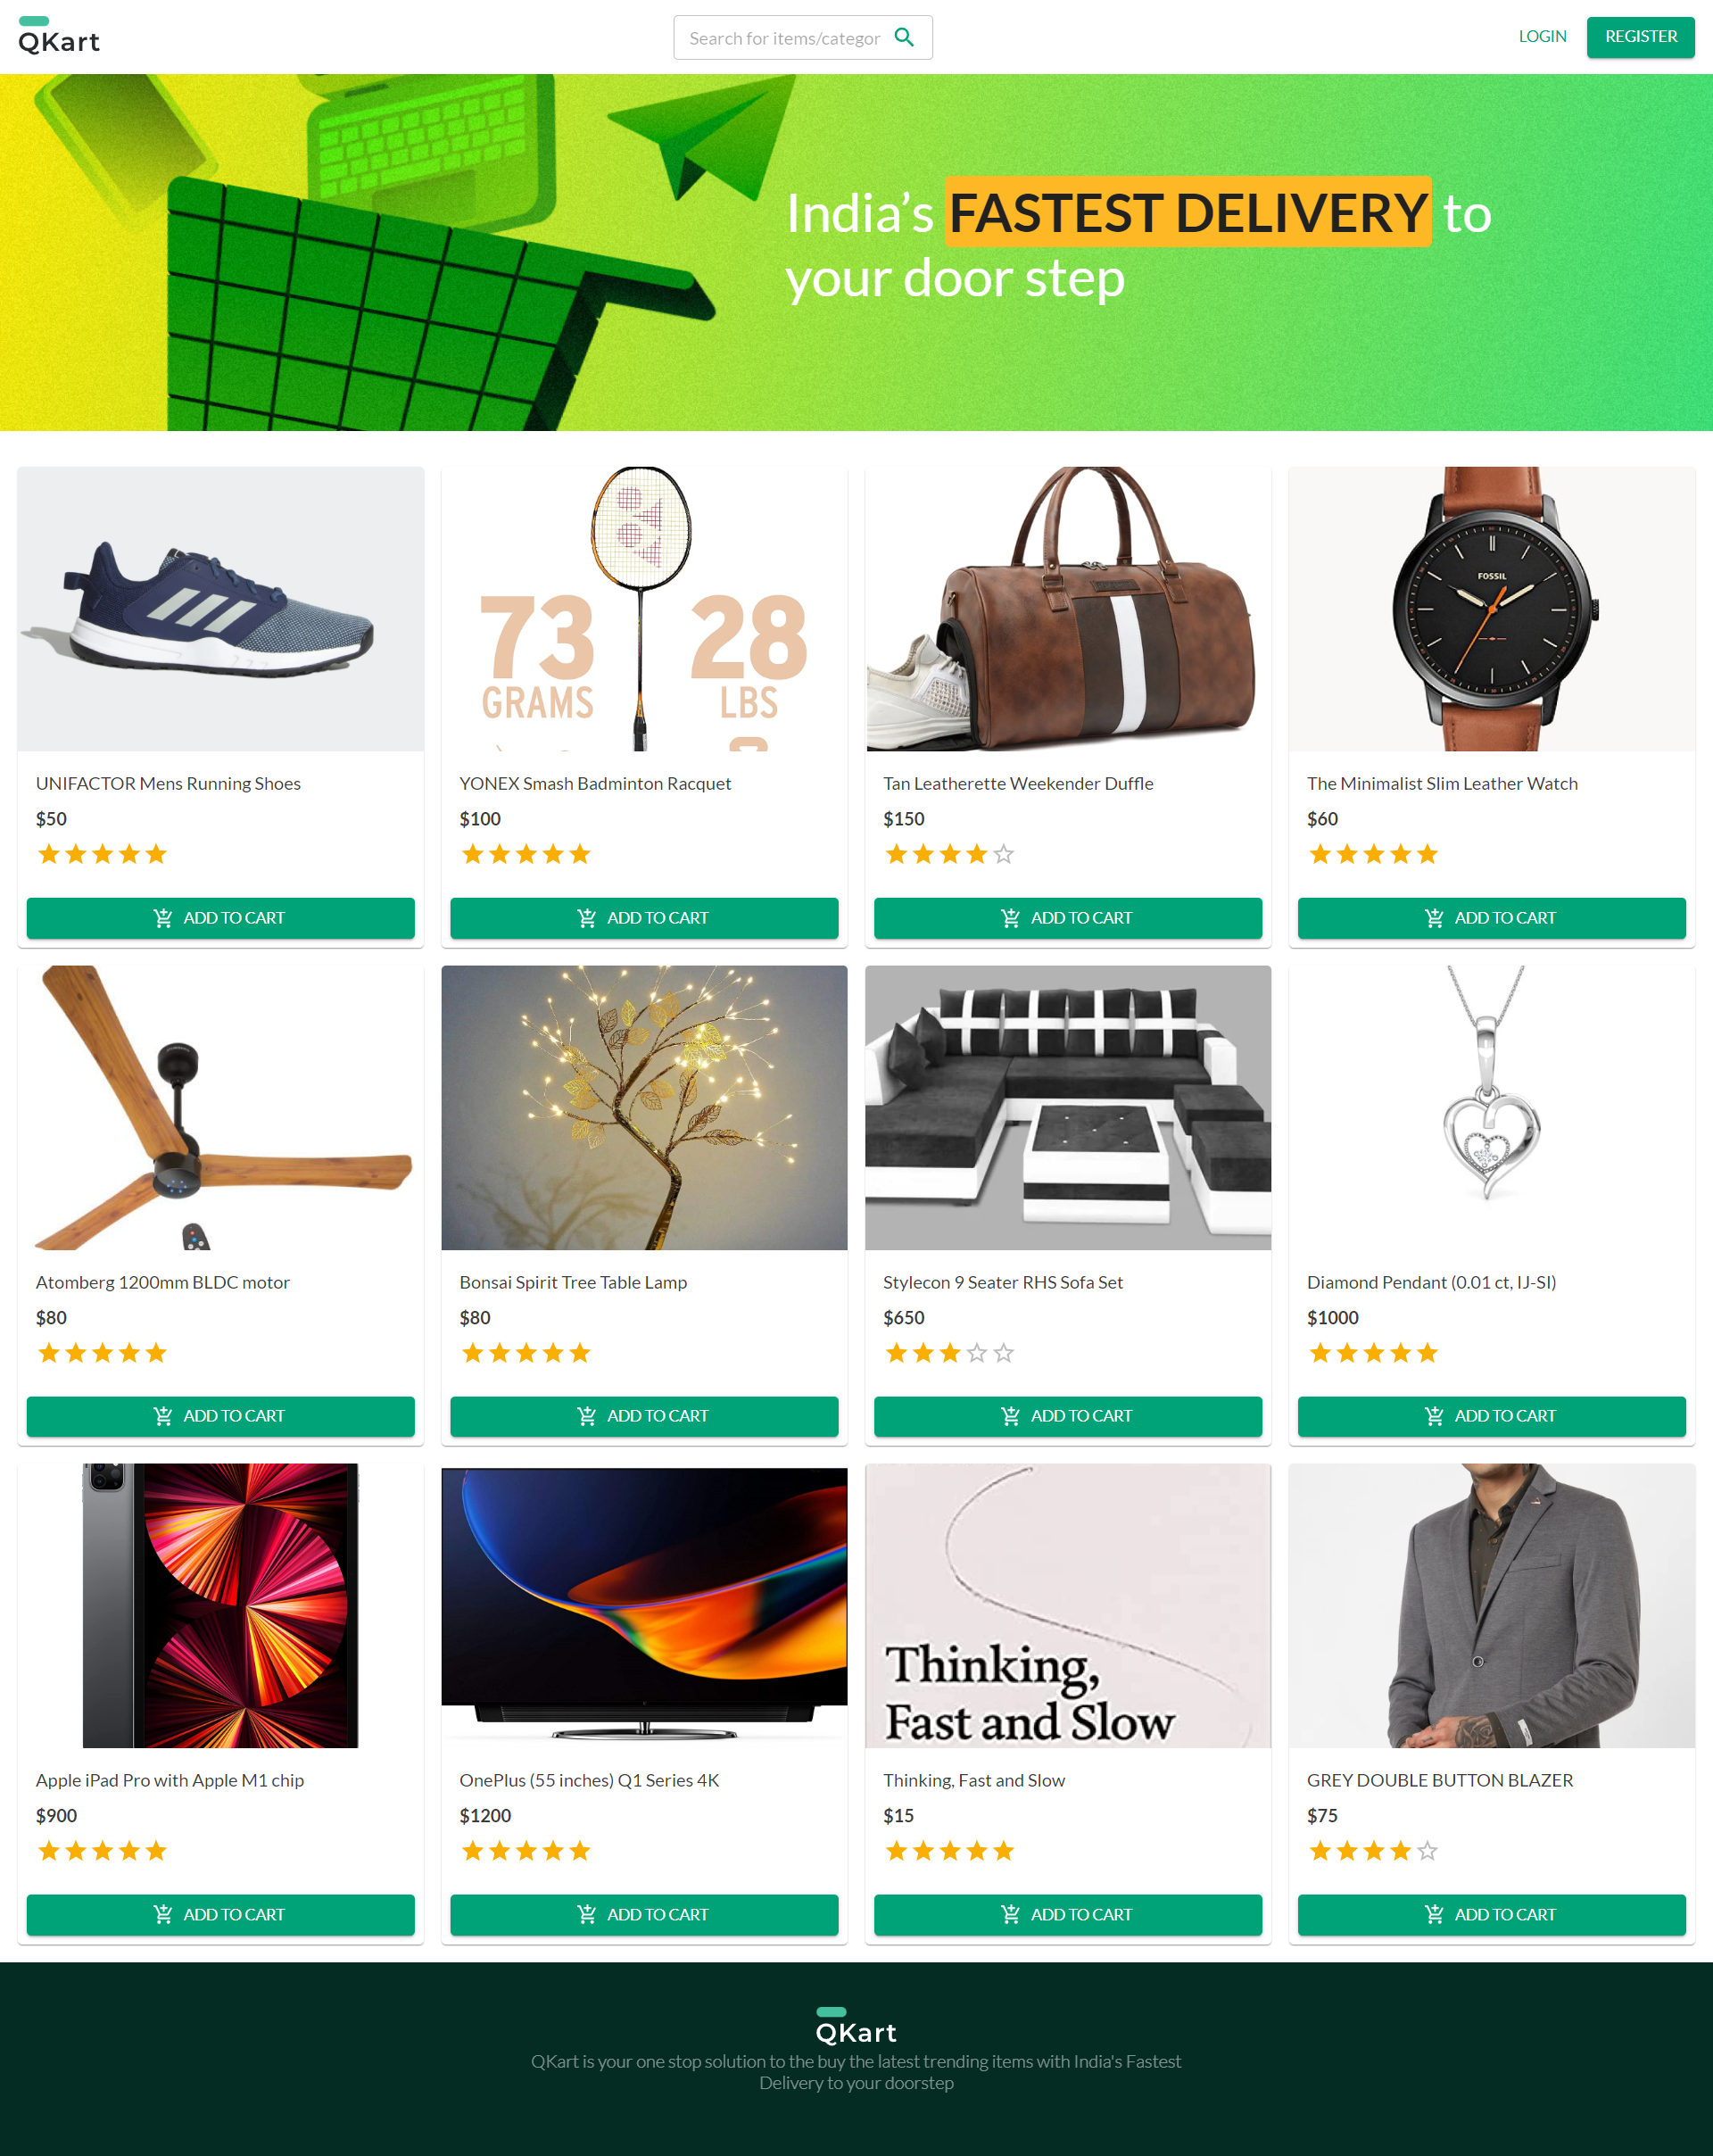 QKart
Search for items/categor
LOGIN
REGISTER
India’s FASTEST DELIVERY to
your door step
73
GRAMS
28
LBS
FOSSIL
UNIFACTOR Mens Running Shoes
$50
ADD TO CART
YONEX Smash Badminton Racquet
$100
ADD TO CART
Tan Leatherette Weekender Duffle
$150
ADD TO CART
The Minimalist Slim Leather Watch
$60
ADD TO CART
Atomberg 1200mm BLDC motor
$80
ADD TO CART
Bonsai Spirit Tree Table Lamp
$80
ADD TO CART
Stylecon 9 Seater RHS Sofa Set
$650
ADD TO CART
Diamond Pendant (0.01 ct, IJ-SI)
$1000
ADD TO CART
Apple iPad Pro with Apple M1 chip
$900
ADD TO CART
OnePlus (55 inches) Q1 Series 4K
$1200
ADD TO CART
Thinking,
Fast and Slow
Thinking, Fast and Slow
$15
ADD TO CART
GREY DOUBLE BUTTON BLAZER
$75
ADD TO CART
QKart
QKart is your one stop solution to the buy the latest trending items with India's Fastest
Delivery to your doorstep